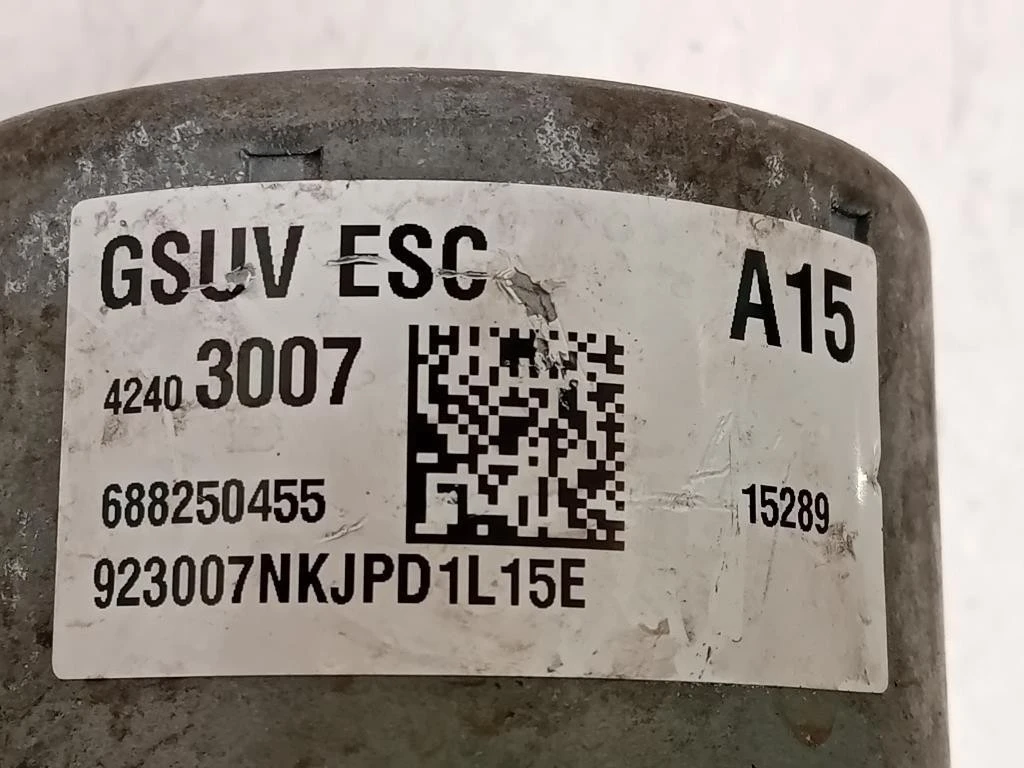 GSUV ESC
A15
4240 3007
688250455
15289
923007NKJPD1L15E